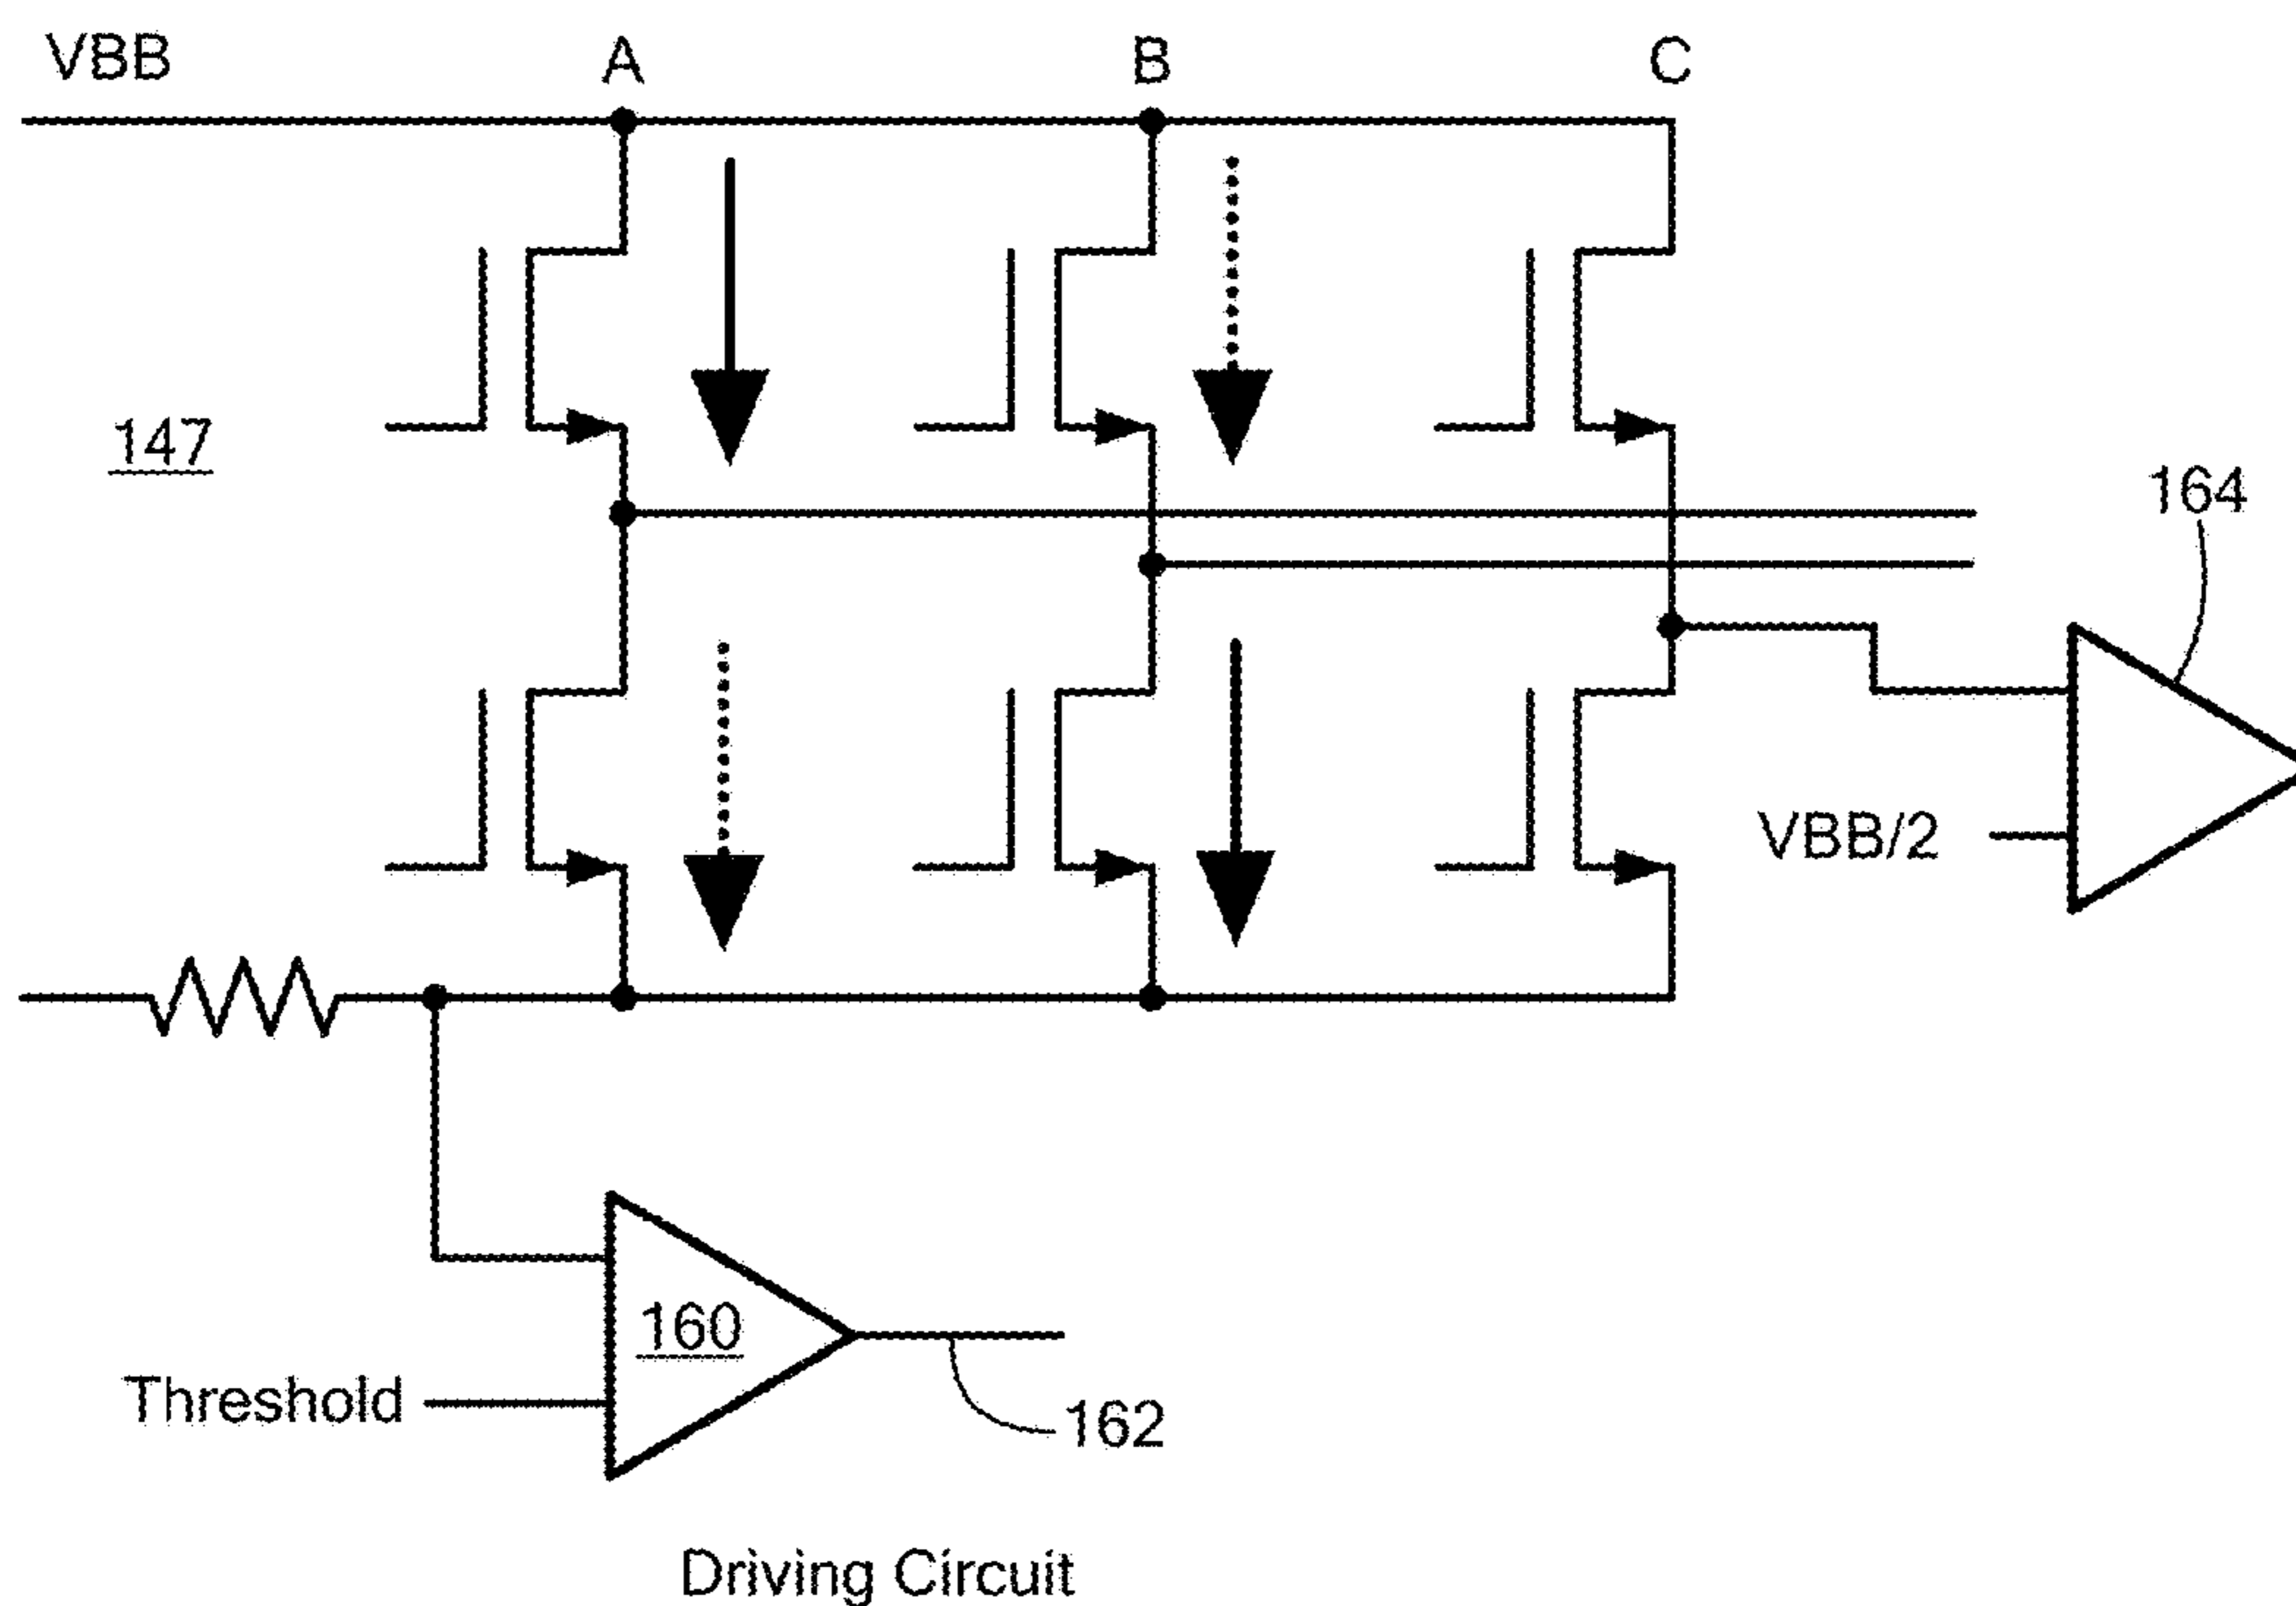 VBB
A
B
C
147
164
VBB/2
160
Threshold
162
Driving Circuit